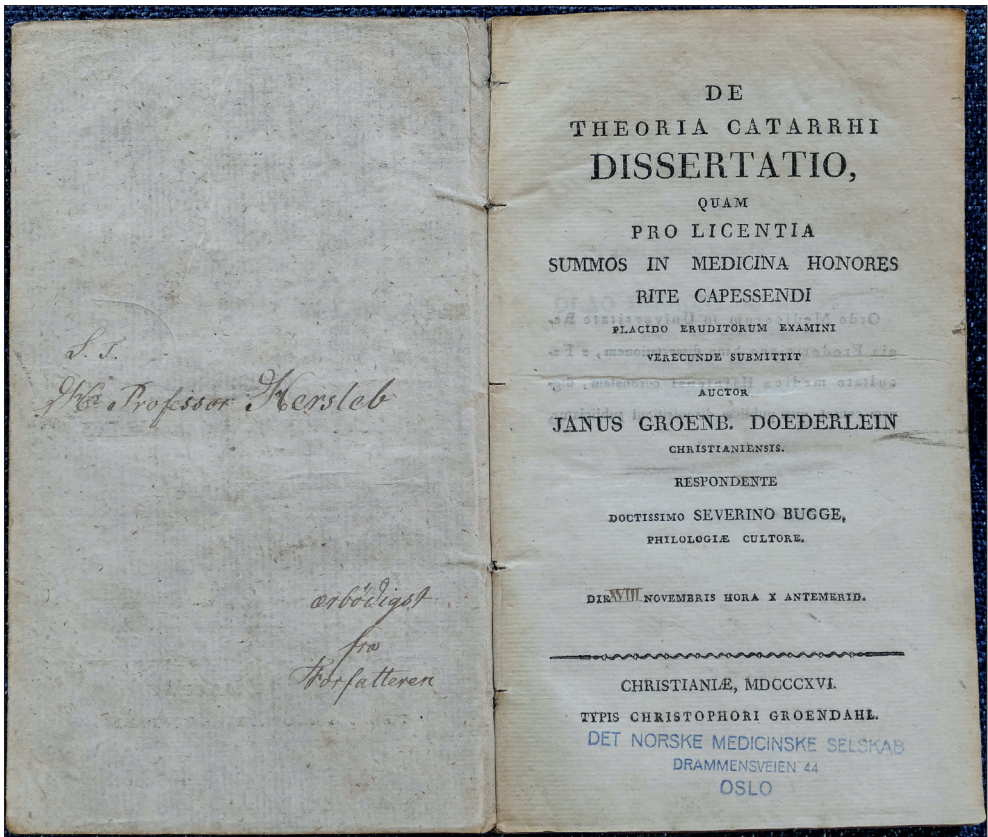 S. T.
Hr. Professor Hersleb
ærbödigst
fra
Forfatteren
DE
THEORIA CATARRHI
DISSERTATIO,
QUAM
PRO LICENTIA
SUMMOS IN MEDICINA HONORES
RITE CAPESSENDI
PLACIDO ERUDITORUM EXAMINI
VERECUNDE SUBMITTIT
AUCTOR
JANUS GROENB. DOEDERLEIN
CHRISTIANIENSIS.
RESPONDENTE
DOCTISSIMO SEVERINO BUGGE,
PHILOLOGIÆ CULTORE.
DIE XVIII NOVEMBRIS HORA X ANTEMERID.
CHRISTIANIÆ, MDCCCXVI.
TYPIS CHRISTOPHORI GROENDAHL.
DET NORSKE MEDICINSKE SELSKAB
DRAMMENSVEIEN 44
OSLO